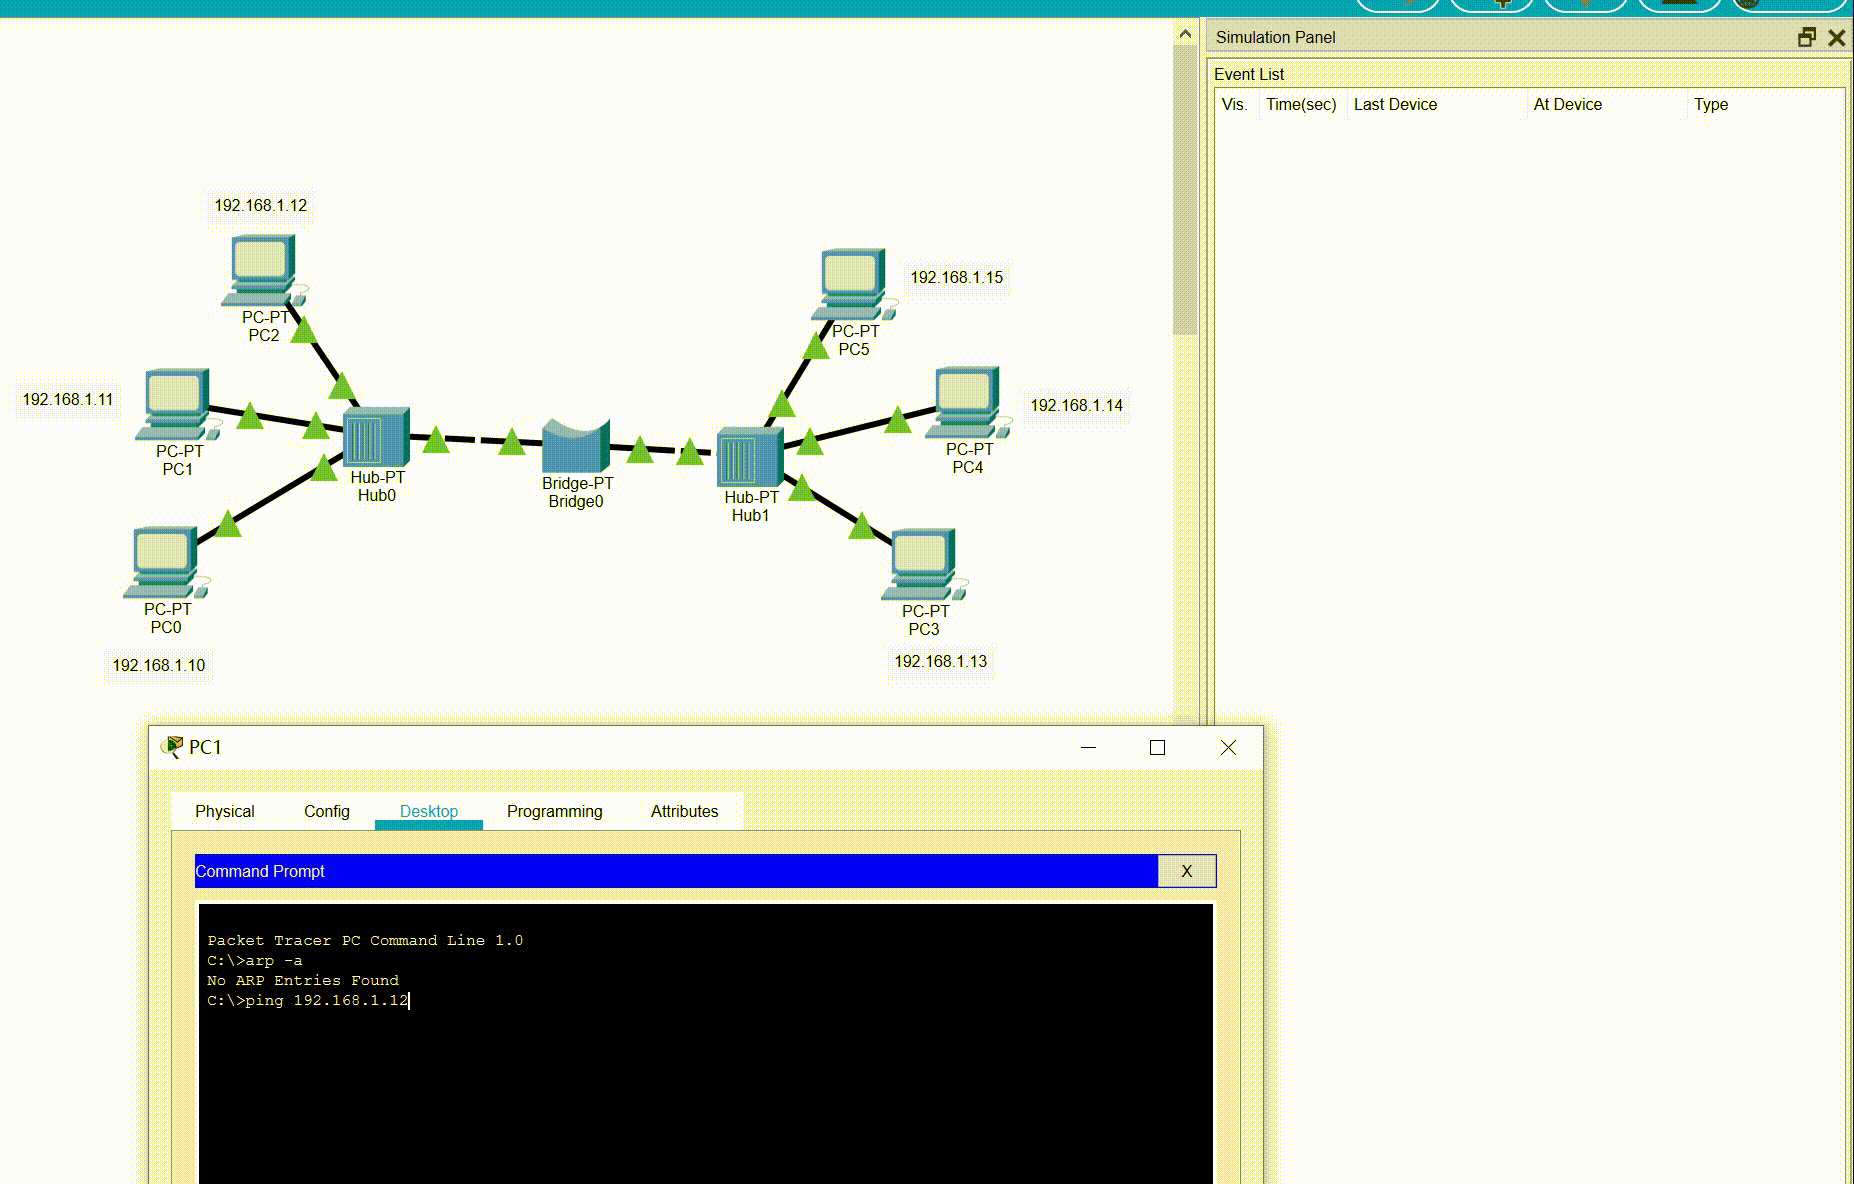 Simulation Panel
Event List
Vis. Time(sec) Last Device At Device Type
192.168.1.12
PC-PT
PC2
192.168.1.15
PC-PT
PC5
192.168.1.11
PC-PT
PC1
192.168.1.14
PC-PT
PC4
Hub-PT
Hub0
Bridge-PT
Bridge0
Hub-PT
Hub1
PC-PT
PC0
192.168.1.10
PC-PT
PC3
192.168.1.13
PC1
Physical Config Desktop Programming Attributes
Command Prompt X
Packet Tracer PC Command Line 1.0
C:\>arp -a
No ARP Entries Found
C:\>ping 192.168.1.12